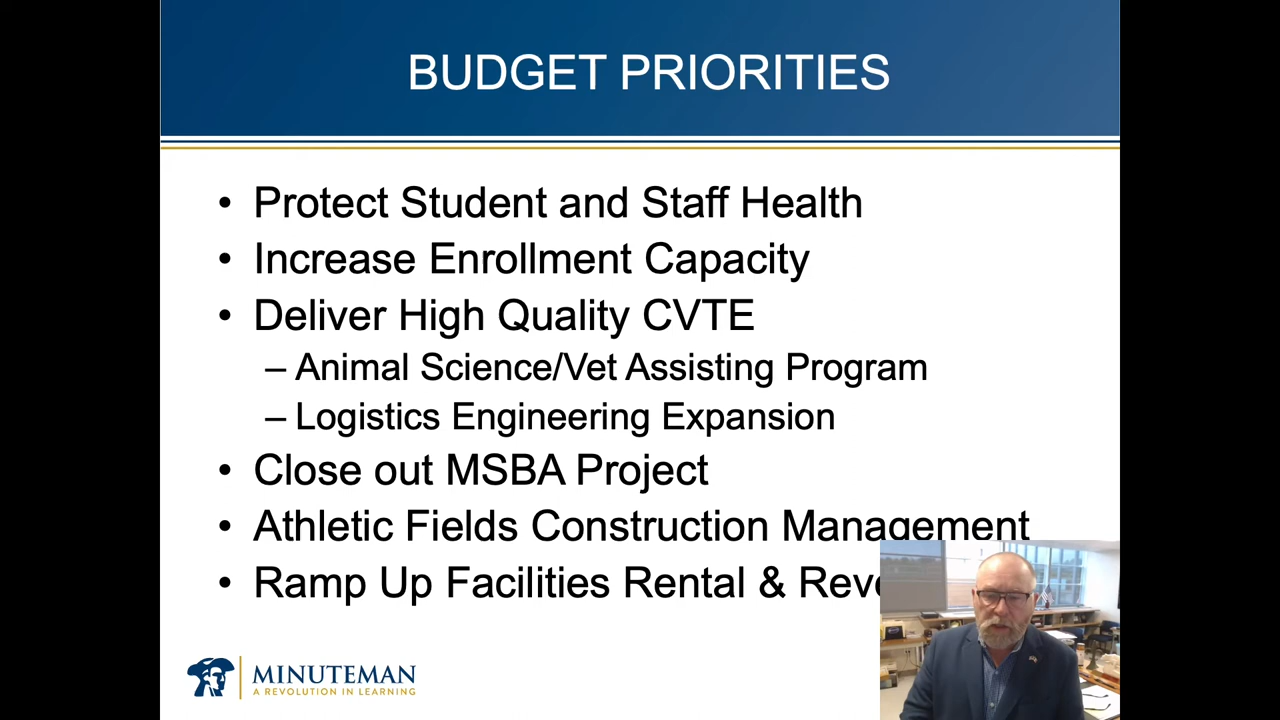 BUDGET PRIORITIES
• Protect Student and Staff Health
• Increase Enrollment Capacity
• Deliver High Quality CVTE
– Animal Science/Vet Assisting Program
– Logistics Engineering Expansion
• Close out MSBA Project
• Athletic Fields Construction Management
• Ramp Up Facilities Rental &
MINUTEMAN
A REVOLUTION IN LEARNING